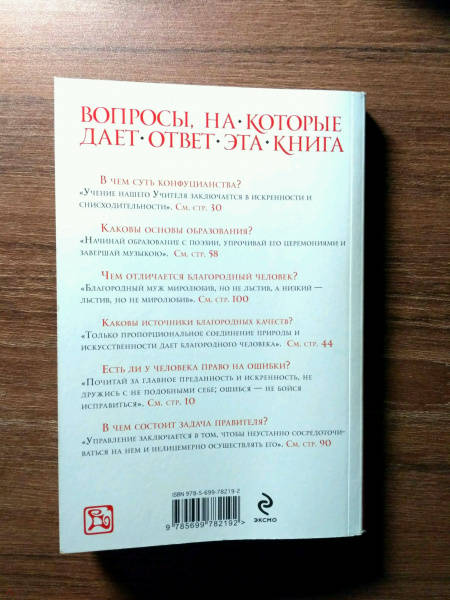 ВОПРОСЫ, НА·КОТОРЫЕ
ДАЕТ·ОТВЕТ·ЭТА·КНИГА
В чем суть конфуцианства?
«Учение нашего Учителя заключается в искренности и
снисходительности». См. стр. 30
Каковы основы образования?
«Начинай образование с поэзии, упрочивай его церемониями и
завершай музыкою». См. стр. 58
Чем отличается благородный человек?
«Благородный муж миролюбив, но не льстив, а низкий —
льстив, но не миролюбив». См. стр. 100
Каковы источники благородных качеств?
«Только пропорциональное соединение природы и
искусственности дает благородного человека». См. стр. 44
Есть ли у человека право на ошибки?
«Почитай за главное преданность и искренность, не
дружись с не подобными себе; ошибся — не бойся
исправиться». См. стр. 10
В чем состоит задача правителя?
«Управление заключается в том, чтобы неустанно сосредоточи-
ваться на нем и нелицемерно осуществлять его». См. стр. 90
ISBN 978-5-699-78219-2
9 785699 782192 >
ЭКСМО